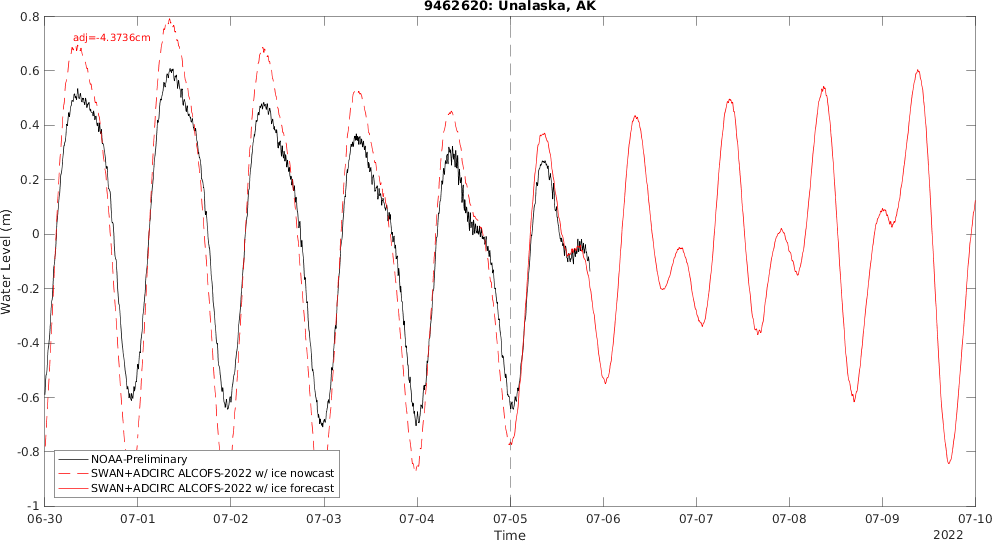 9462620: Unalaska, AK
adj=-4.3736cm
0.8
0.6
0.4
0.2
0
-0.2
-0.4
-0.6
-0.8
-1
Water Level (m)
NOAA-Preliminary
SWAN+ADCIRC ALCOFS-2022 w/ ice nowcast
SWAN+ADCIRC ALCOFS-2022 w/ ice forecast
06-30 07-01 07-02 07-03 07-04 07-05 07-06 07-07 07-08 07-09 07-10
Time
2022